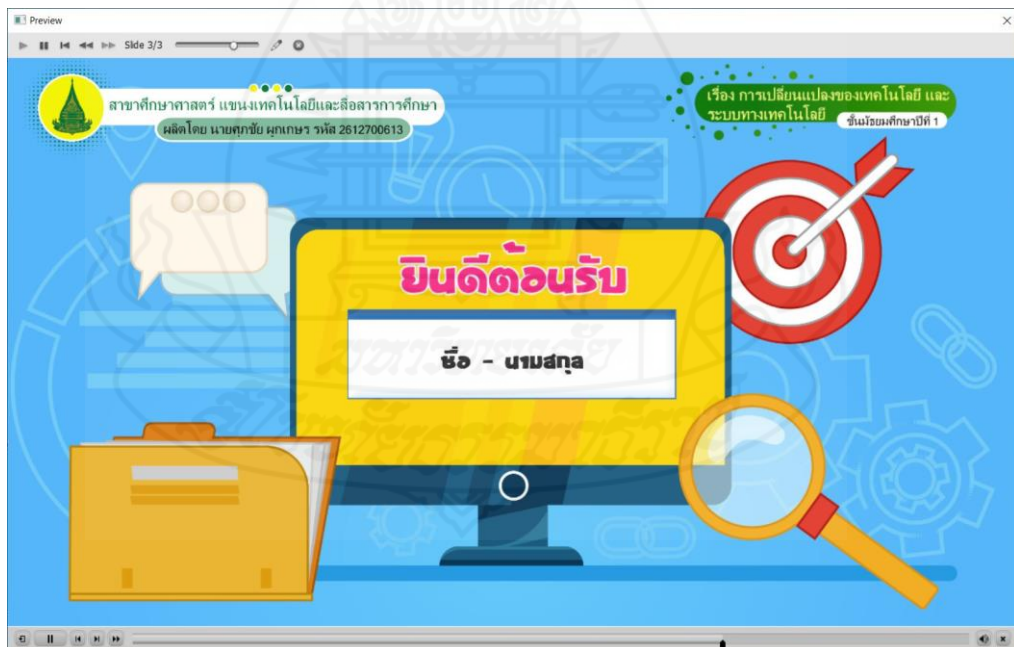 Preview
Slide 3/3
สาขาศึกษาศาสตร์ แขนงเทคโนโลยีและสื่อสารการศึกษา
ผลิตโดย นายศุภชัย ผุกเกษร รหัส 2612700613
เรื่อง การเปลี่ยนแปลงของเทคโนโลยี และ
ระบบทางเทคโนโลยี ชั้นมัธยมศึกษาปีที่ 1
ยินดีต้อนรับ
ชื่อ - นามสกุล